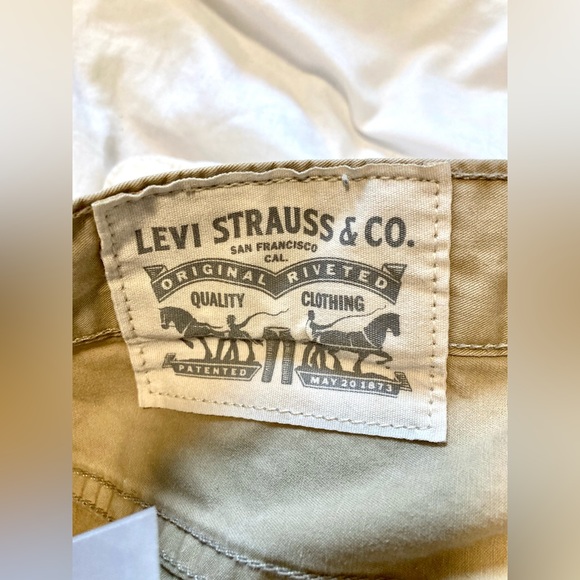 LEVI STRAUSS & CO.
SAN FRANCISCO
CAL.
ORIGINAL RIVETED
QUALITY CLOTHING
PATENTED MAY 20 1873